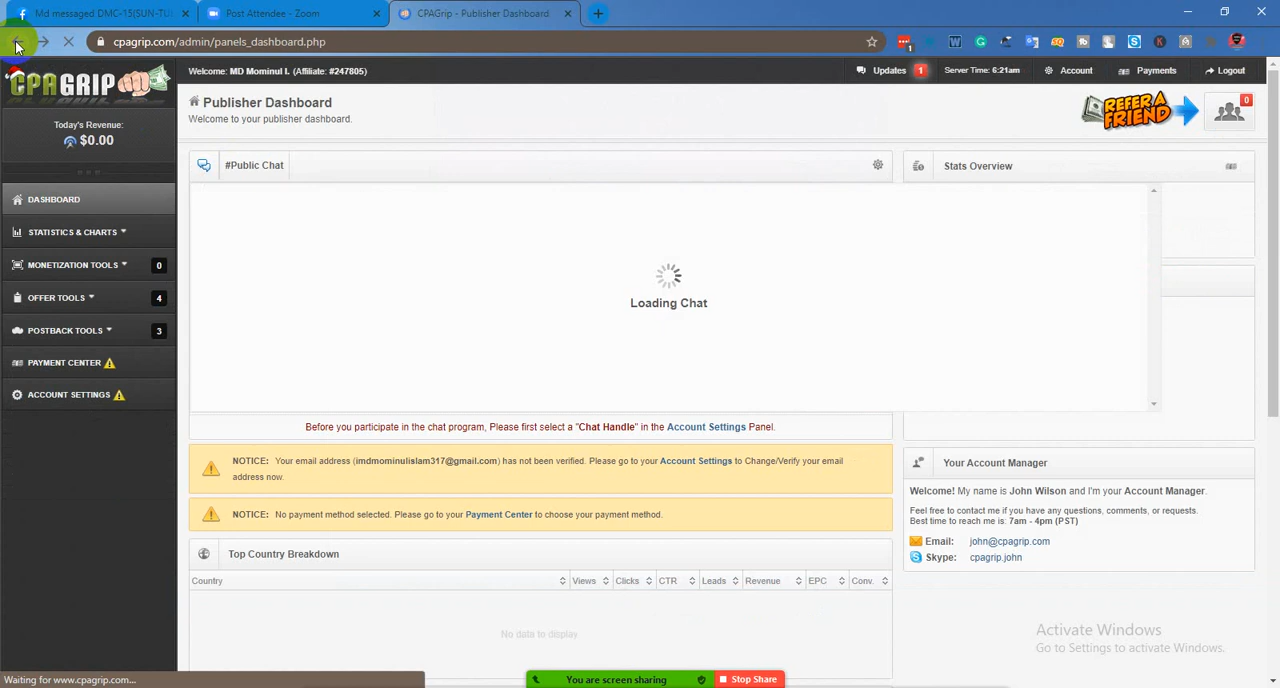 Md messaged DMC-15(SUN-TU
Post Attendee - Zoom
CPAGrip - Publisher Dashboard
cpagrip.com/admin/panels_dashboard.php
CPAGRIP
Welcome: MD Mominul I. (Affiliate: #247805)
Updates 1
Server Time: 6:21am
Account
Payments
Logout
Today's Revenue:
$0.00
Publisher Dashboard
Welcome to your publisher dashboard.
REFER A FRIEND
0
DASHBOARD
STATISTICS & CHARTS
MONETIZATION TOOLS 0
OFFER TOOLS 4
POSTBACK TOOLS 3
PAYMENT CENTER
ACCOUNT SETTINGS
#Public Chat
Loading Chat
Before you participate in the chat program, Please first select a "Chat Handle" in the Account Settings Panel.
NOTICE: Your email address (imdmominulislam317@gmail.com) has not been verified. Please go to your Account Settings to Change/Verify your email
address now.
NOTICE: No payment method selected. Please go to your Payment Center to choose your payment method.
Top Country Breakdown
Country Views Clicks CTR Leads Revenue EPC Conv.
No data to display
Stats Overview
Your Account Manager
Welcome! My name is John Wilson and I'm your Account Manager.
Feel free to contact me if you have any questions, comments, or requests.
Best time to reach me is: 7am - 4pm (PST)
Email: john@cpagrip.com
Skype: cpagrip.john
Activate Windows
Go to Settings to activate Windows.
Waiting for www.cpagrip.com...
You are screen sharing
Stop Share